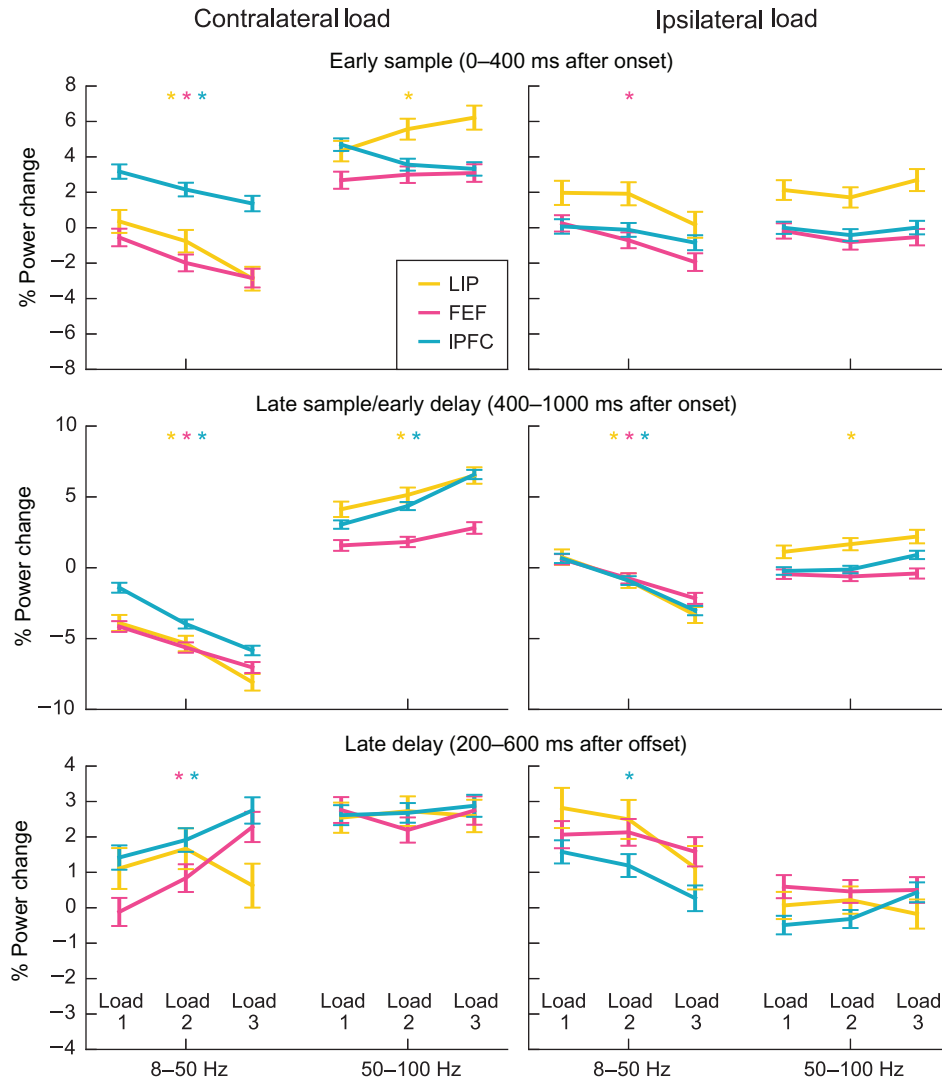 Contralateral load
Ipsilateral load
Early sample (0–400 ms after onset)
% Power change
8
6
4
2
0
−2
−4
−6
−8
* * *
*
*
LIP
FEF
lPFC
Late sample/early delay (400–1000 ms after onset)
% Power change
10
5
0
−5
−10
* * *
* *
* * *
*
Late delay (200–600 ms after offset)
% Power change
4
3
2
1
0
−1
−2
−3
−4
* *
*
Load Load Load Load Load Load Load Load Load Load Load Load
1 2 3 1 2 3 1 2 3 1 2 3
8–50 Hz 50–100 Hz 8–50 Hz 50–100 Hz